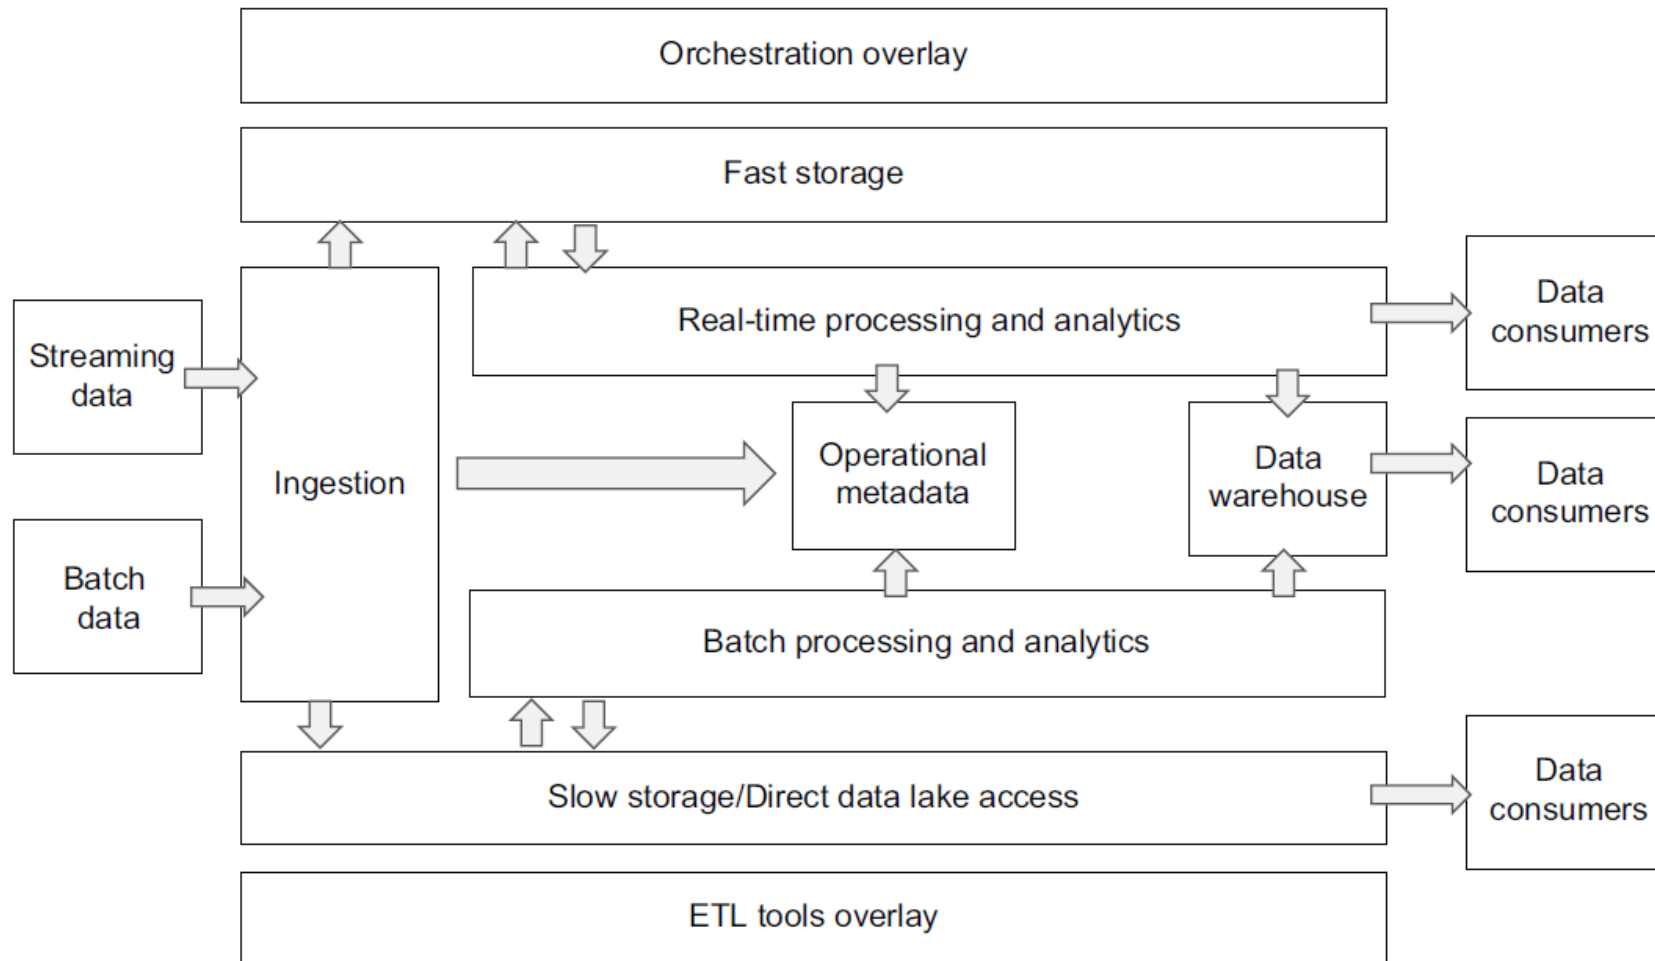 Orchestration overlay
Fast storage
Real-time processing and analytics
Data
consumers
Streaming
data
Ingestion
Operational
metadata
Data
warehouse
Data
consumers
Batch
data
Batch processing and analytics
Slow storage/Direct data lake access
Data
consumers
ETL tools overlay